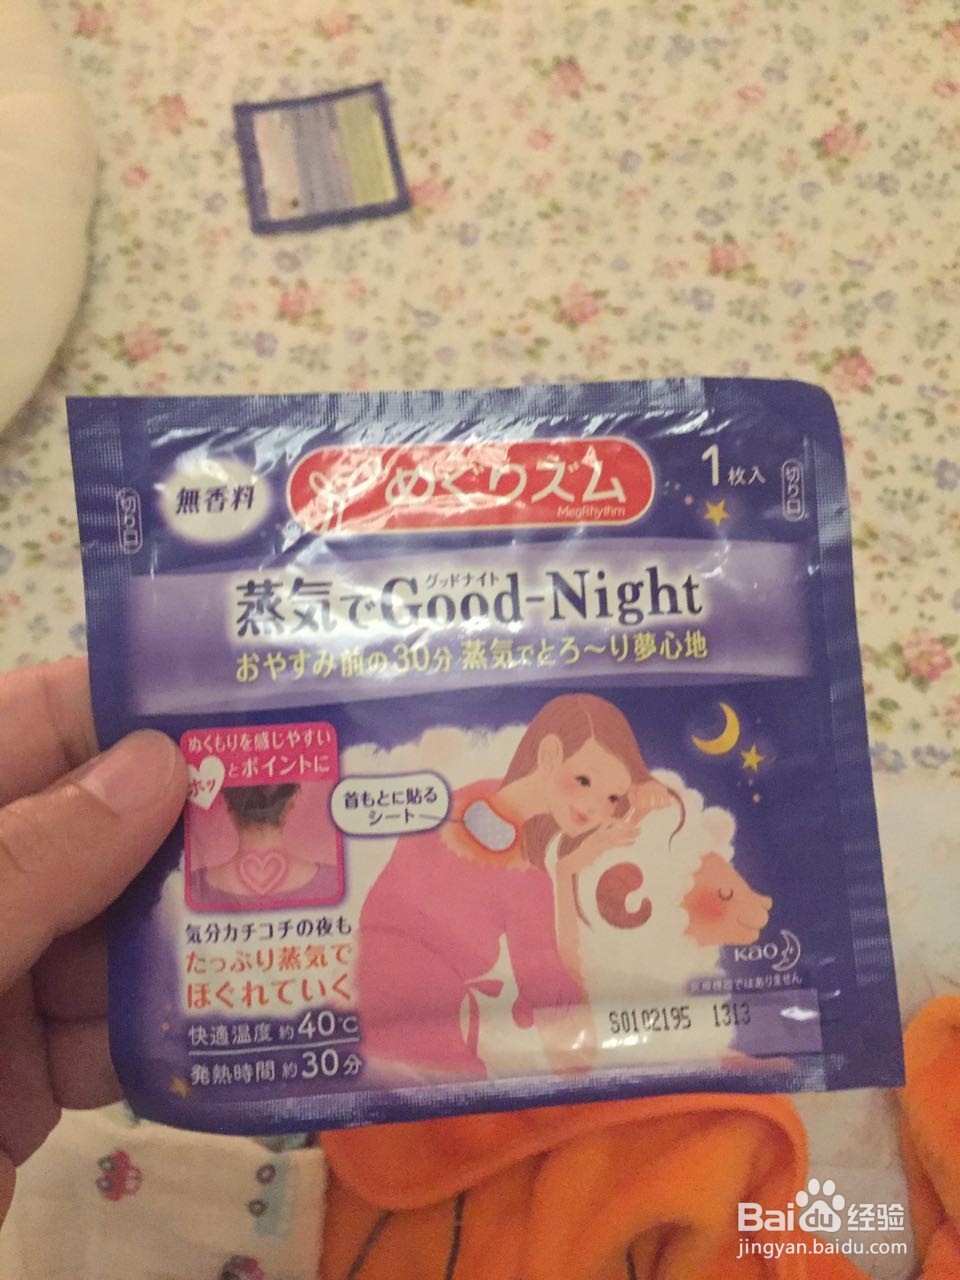 めぐりズム
MegRhythm
無香料
1枚入
切り口
切り口
グッドナイト
蒸気でGood-Night
おやすみ前の30分 蒸気でとろ〜り夢心地
ぬくもりを感じやすい
ホッとポイントに
首もとに貼る
シート
気分カチコチの夜も
たっぷり蒸気で
ほぐれていく
快適温度 約40℃
発熱時間 約30分
Kao
医療機器ではありません
S0102195 1313
Baidu经验
jingyan.baidu.com